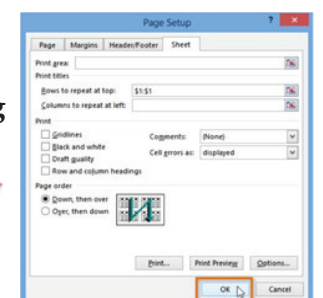 Page Setup ? ×
Page Margins Header/Footer Sheet
Print area:
Print titles
Rows to repeat at top: $1:$1
Columns to repeat at left:
Print
Gridlines Comments: (None)
Black and white Cell errors as: displayed
Draft quality
Row and column headings
Page order
Down, then over
Over, then down
Print... Print Preview Options...
OK Cancel
g